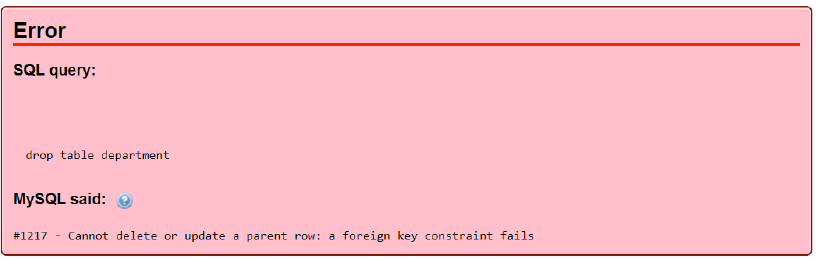 Error
SQL query:
drop table department
MySQL said:
#1217 - Cannot delete or update a parent row: a foreign key constraint fails